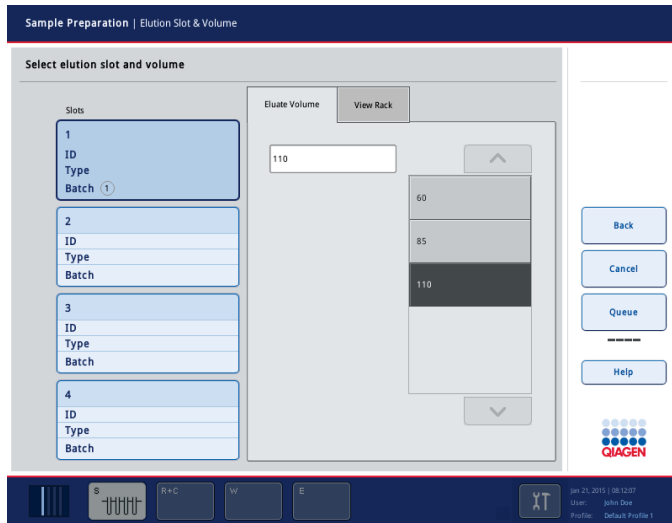 Sample Preparation | Elution Slot & Volume
Select elution slot and volume
Slots
1
ID
Type
Batch 1
2
ID
Type
Batch
3
ID
Type
Batch
4
ID
Type
Batch
Eluate Volume
View Rack
110
60
85
110
Back
Cancel
Queue
Help
QIAGEN
S
R+C
W
E
Jan 21, 2015 | 08:12:07
User: John Doe
Profile: Default Profile 1